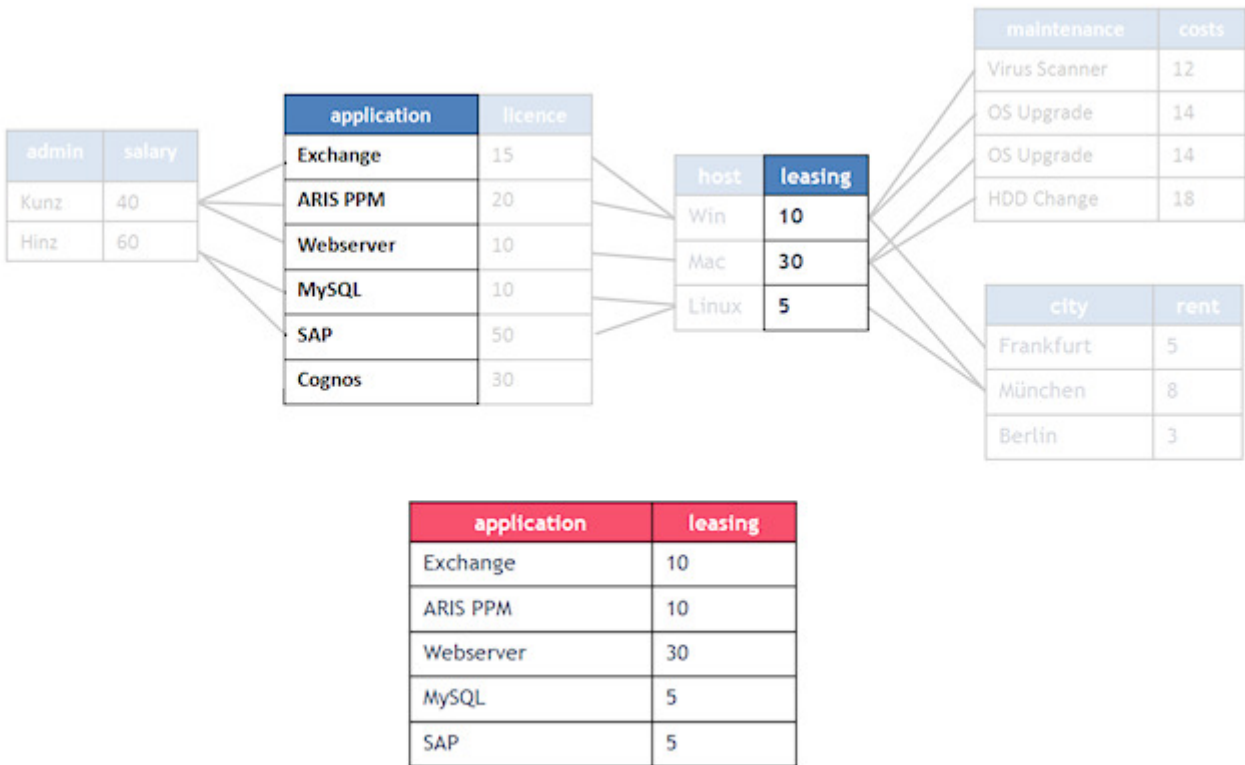 admin salary
Kunz 40
Hinz 60
application licence
Exchange 15
ARIS PPM 20
Webserver 10
MySQL 10
SAP 50
Cognos 30
host leasing
Win 10
Mac 30
Linux 5
maintenance costs
Virus Scanner 12
OS Upgrade 14
OS Upgrade 14
HDD Change 18
city rent
Frankfurt 5
München 8
Berlin 3
application leasing
Exchange 10
ARIS PPM 10
Webserver 30
MySQL 5
SAP 5